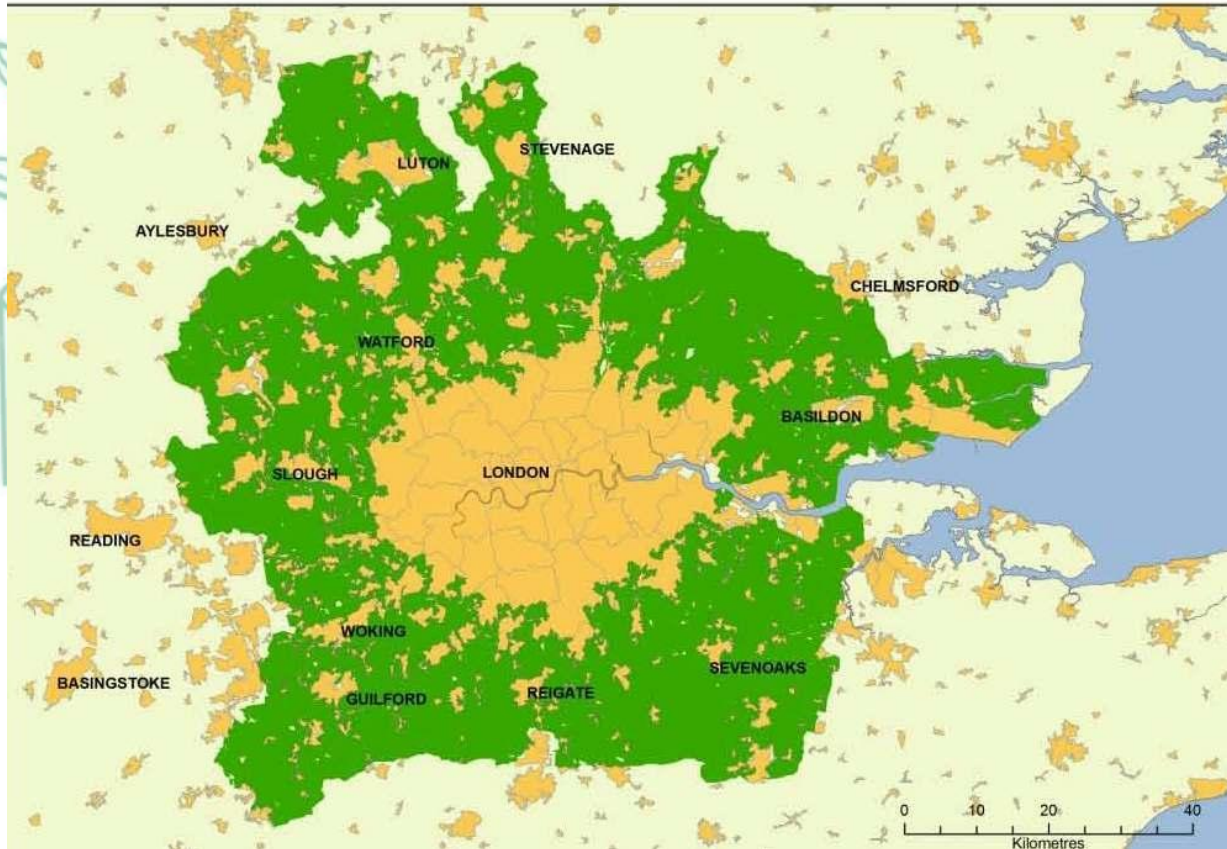 STEVENAGE
LUTON
AYLESBURY
CHELMSFORD
WATFORD
BASILDON
LONDON
SLOUGH
READING
WOKING
SEVENOAKS
BASINGSTOKE
REIGATE
GUILFORD
0 10 20 40
Kilometres